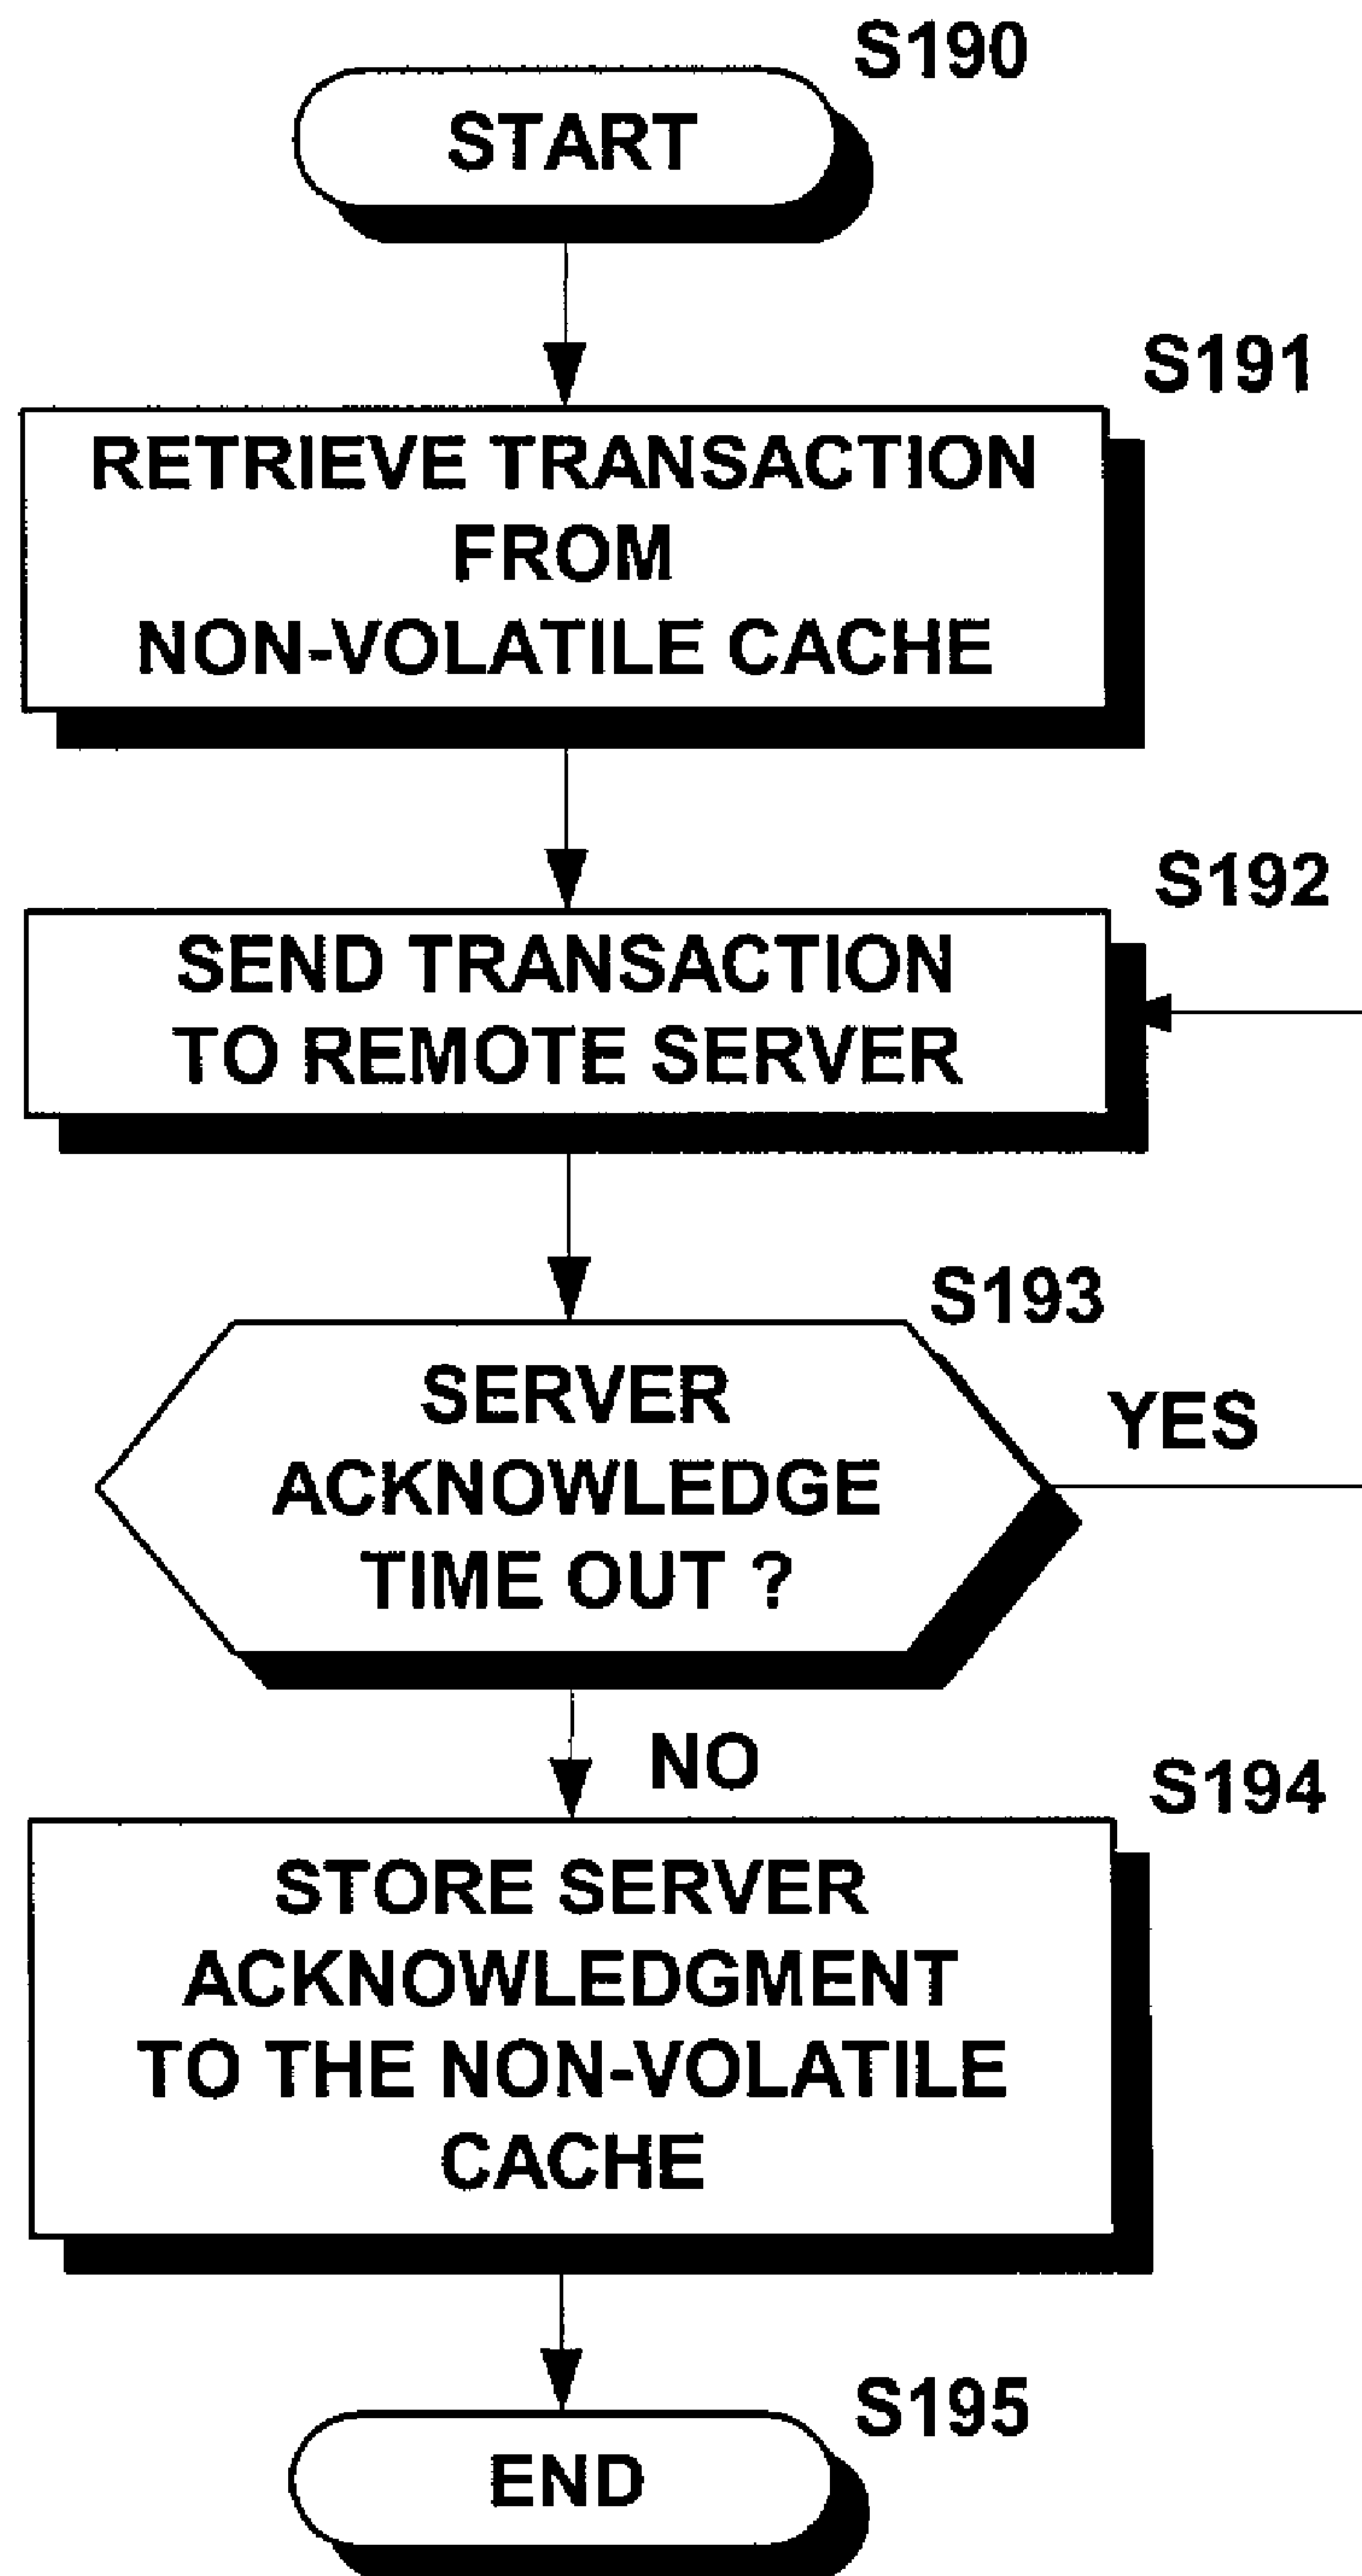 S190
START
S191
RETRIEVE TRANSACTION
FROM
NON-VOLATILE CACHE
S192
SEND TRANSACTION
TO REMOTE SERVER
S193
SERVER
ACKNOWLEDGE
TIME OUT ?
YES
NO
S194
STORE SERVER
ACKNOWLEDGMENT
TO THE NON-VOLATILE
CACHE
S195
END